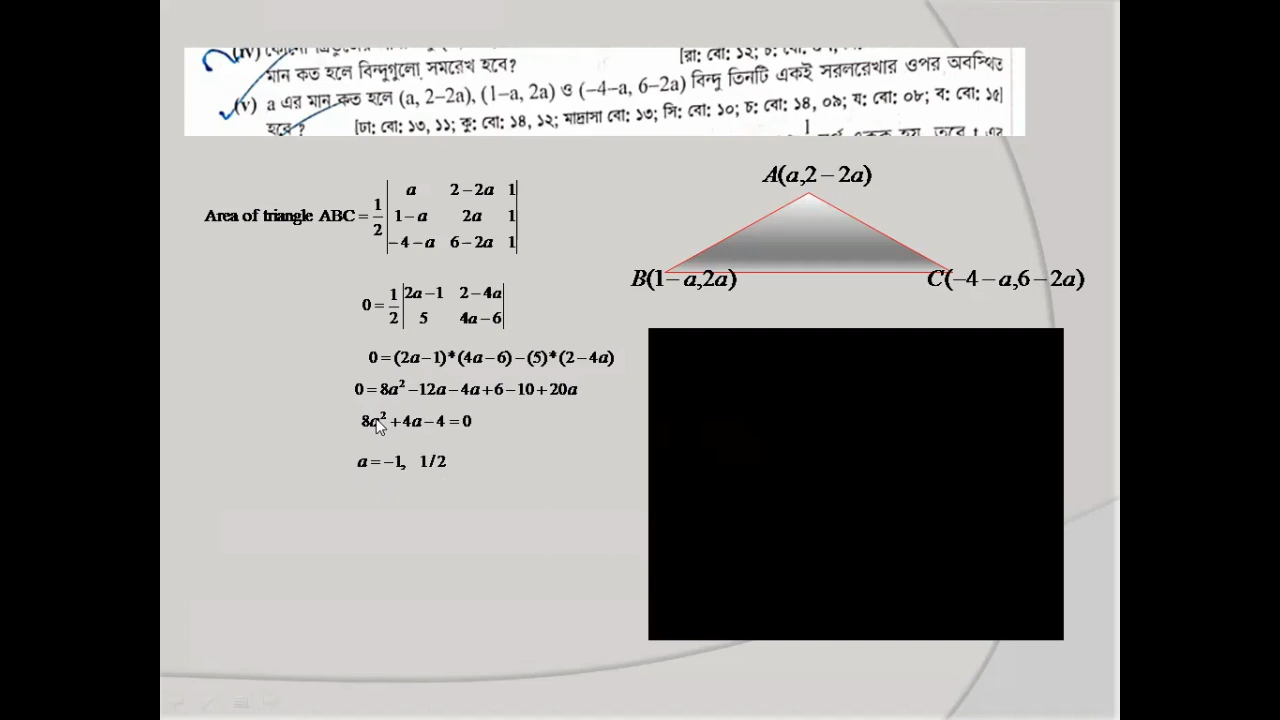 (iv)
মান কত হলে বিন্দুগুলো সমরেখ হবে?
[রা: বো: ১২; চ: বো:
(v) a এর মান কত হলে (a, 2–2a), (1–a, 2a) ও (–4–a, 6–2a) বিন্দু তিনটি একই সরলরেখার ওপর অবস্থিত
হবে ? [ঢা: বো: ১৩, ১১; কু: বো: ১৪, ১২; মাদ্রাসা বো: ১৩; সি: বো: ১০; চ: বো: ১৪, ০৯; য: বো: ০৮; ব: বো: ১৫]
1
A(a,2−2a)
B(1−a,2a)
C(−4−a,6−2a)
Area of triangle ABC = 1/2 | a 2−2a 1 |
| 1−a 2a 1 |
| −4−a 6−2a 1 |
0 = 1/2 | 2a−1 2−4a |
| 5 4a−6 |
0 = (2a−1)*(4a−6)−(5)*(2−4a)
0 = 8a² −12a−4a+6−10+20a
8a² +4a−4 = 0
a = −1, 1/2